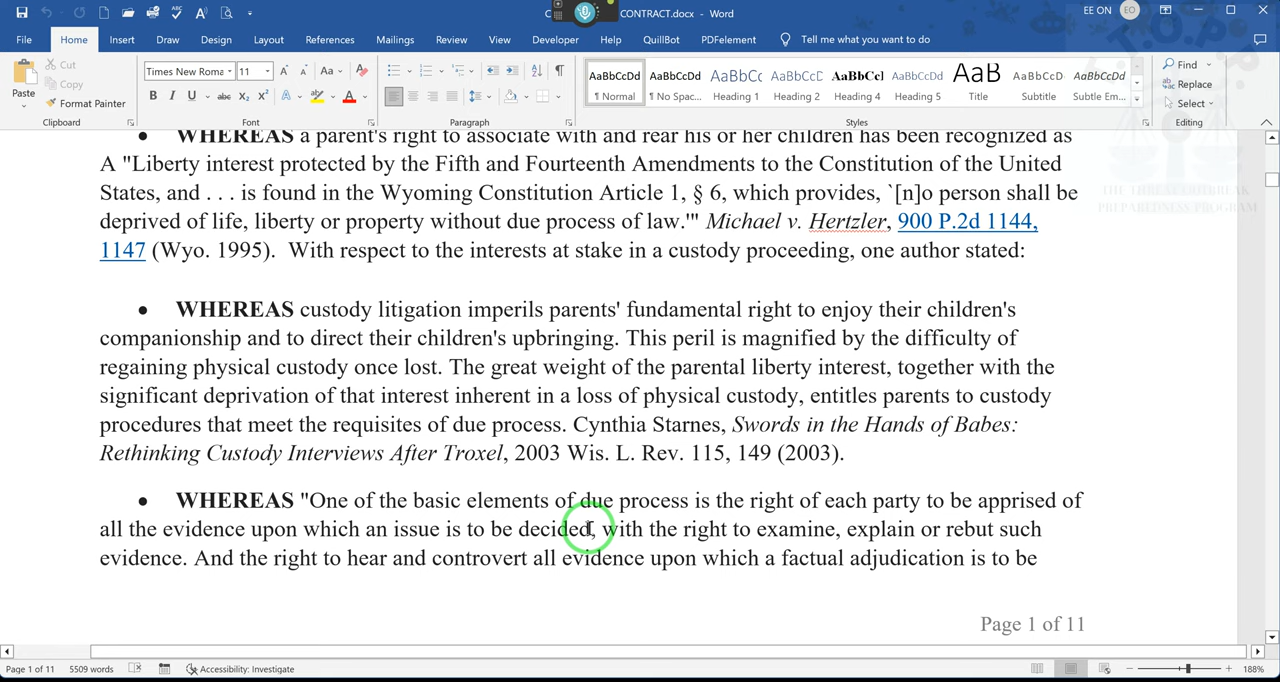 CONTRACT.docx - Word
EE ON
EO
File Home Insert Draw Design Layout References Mailings Review View Developer Help QuillBot PDFelement Tell me what you want to do
Paste
Cut
Copy
Format Painter
Clipboard
Times New Roma 11
Font
Paragraph
AaBbCcDd AaBbCcDd AaBbCc AaBbCcD AaBbCcl AaBbCcDd AaB AaBbCcD AaBbCcDd
¶ Normal ¶ No Spac... Heading 1 Heading 2 Heading 4 Heading 5 Title Subtitle Subtle Em...
Styles
Find
Replace
Select
Editing
T.O.P.P
THE THREAT OUTBREAK
PREPAREDNESS PROGRAM
• WHEREAS a parent's right to associate with and rear his or her children has been recognized as
A "Liberty interest protected by the Fifth and Fourteenth Amendments to the Constitution of the United
States, and . . . is found in the Wyoming Constitution Article 1, § 6, which provides, `[n]o person shall be
deprived of life, liberty or property without due process of law.'" Michael v. Hertzler, 900 P.2d 1144,
1147 (Wyo. 1995). With respect to the interests at stake in a custody proceeding, one author stated:
• WHEREAS custody litigation imperils parents' fundamental right to enjoy their children's
companionship and to direct their children's upbringing. This peril is magnified by the difficulty of
regaining physical custody once lost. The great weight of the parental liberty interest, together with the
significant deprivation of that interest inherent in a loss of physical custody, entitles parents to custody
procedures that meet the requisites of due process. Cynthia Starnes, Swords in the Hands of Babes:
Rethinking Custody Interviews After Troxel, 2003 Wis. L. Rev. 115, 149 (2003).
• WHEREAS "One of the basic elements of due process is the right of each party to be apprised of
all the evidence upon which an issue is to be decided, with the right to examine, explain or rebut such
evidence. And the right to hear and controvert all evidence upon which a factual adjudication is to be
Page 1 of 11
Page 1 of 11 5509 words Accessibility: Investigate 188%